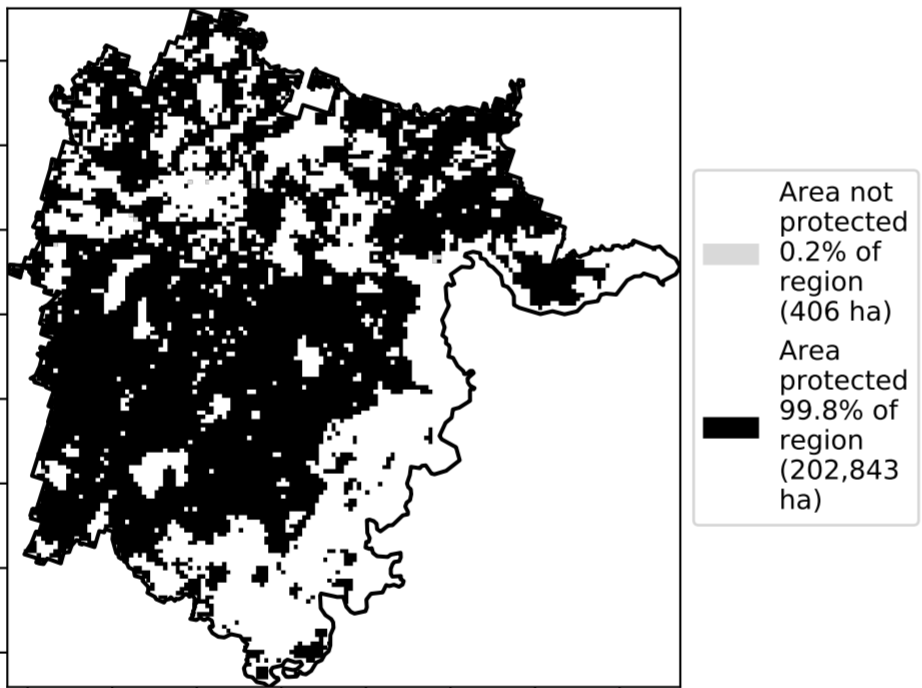 Area not
protected
0.2% of
region
(406 ha)
Area
protected
99.8% of
region
(202,843
ha)